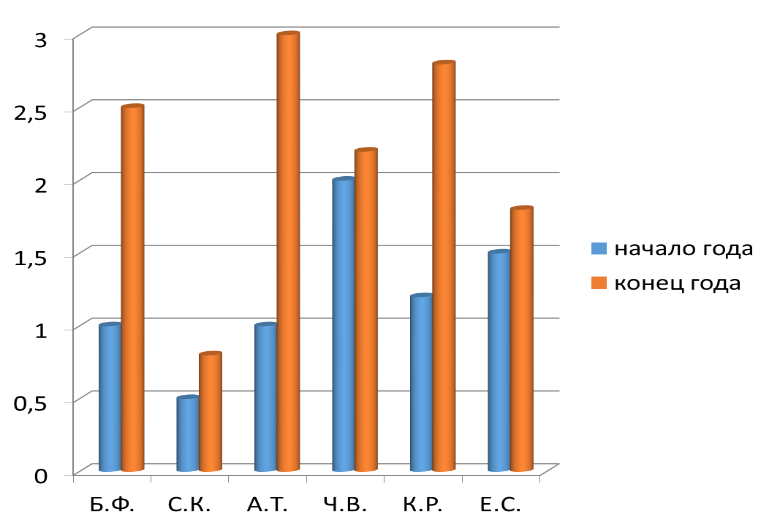 3
2,5
2
1,5
1
0,5
0
Б.Ф. С.К. А.Т. Ч.В. К.Р. Е.С.
начало года
конец года